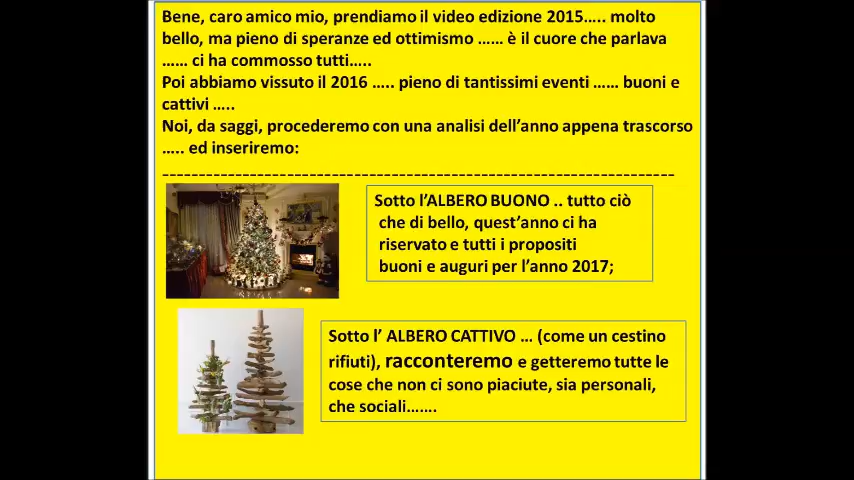 Bene, caro amico mio, prendiamo il video edizione 2015..... molto
bello, ma pieno di speranze ed ottimismo ...... è il cuore che parlava
...... ci ha commosso tutti.....
Poi abbiamo vissuto il 2016 ..... pieno di tantissimi eventi ...... buoni e
cattivi .....
Noi, da saggi, procederemo con una analisi dell'anno appena trascorso
..... ed inseriremo:
------------------------------------------------------------------------
Sotto l'ALBERO BUONO .. tutto ciò
che di bello, quest'anno ci ha
riservato e tutti i propositi
buoni e auguri per l'anno 2017;
Sotto l' ALBERO CATTIVO ... (come un cestino
rifiuti), racconteremo e getteremo tutte le
cose che non ci sono piaciute, sia personali,
che sociali.......